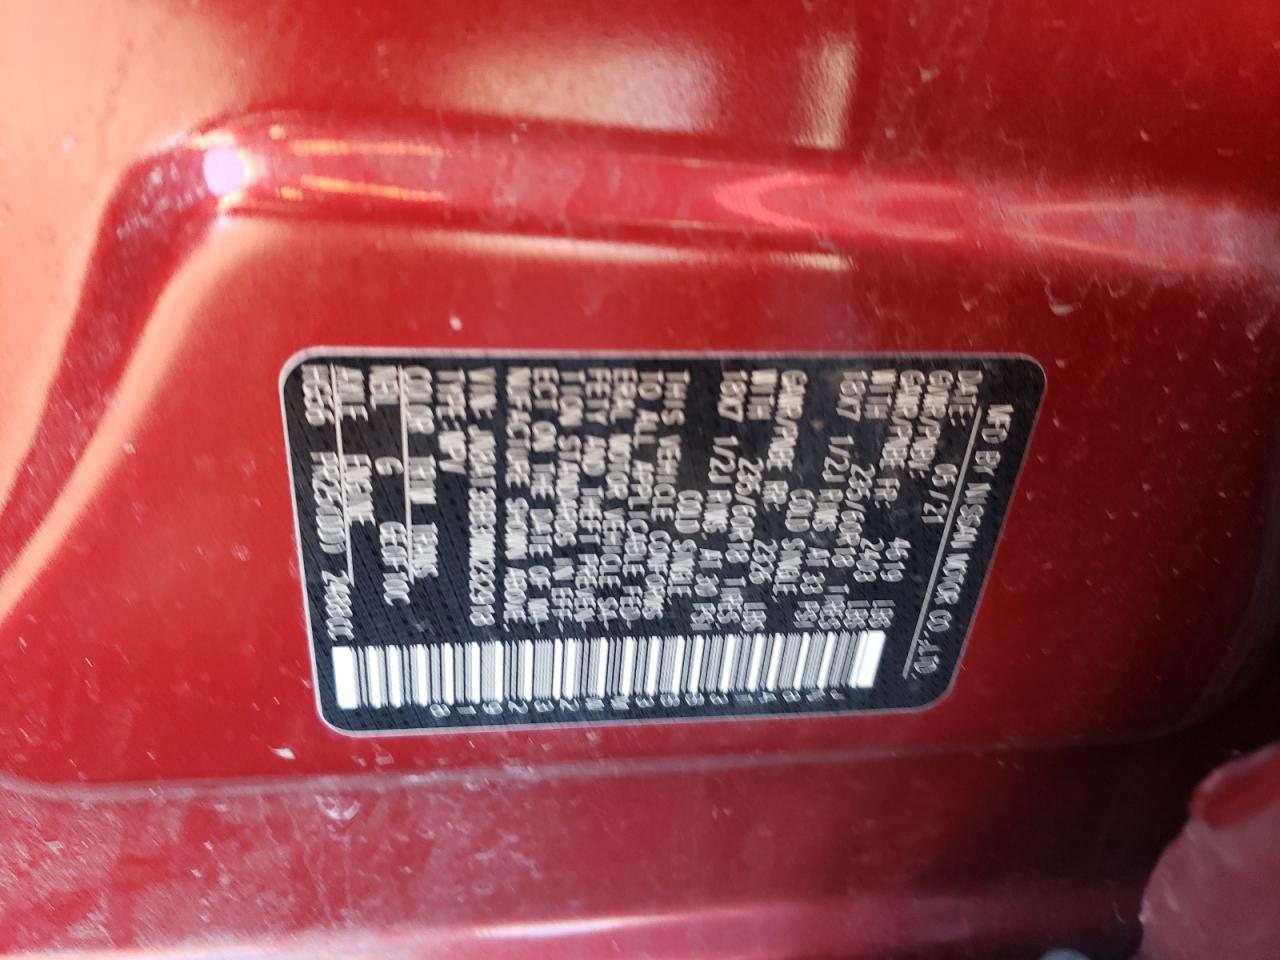 MFD BY NISSAN MOTOR CO.,LTD.
DATE: 05/21
GVWR/PNBV: 4619 LBS
GAWR/PNBE FR: 2403 LBS
WITH 235/60R18 TIRES
18X7 1/2J RIMS AT 33 PSI
COLD SINGLE
GAWR/PNBE RR: 2326 LBS
WITH 235/60R18 TIRES
18X7 1/2J RIMS AT 30 PSI
COLD SINGLE
THIS VEHICLE CONFORMS
TO ALL APPLICABLE FED-
ERAL MOTOR VEHICLE SA-
FETY AND THEFT PREVEN-
TION STANDARDS IN EFF-
ECT ON THE DATE OF MA-
NUFACTURE SHOWN ABOVE
TYPE: MPV
COLOR TRIM TRANS
G
AXLE ENGINE
2488CC